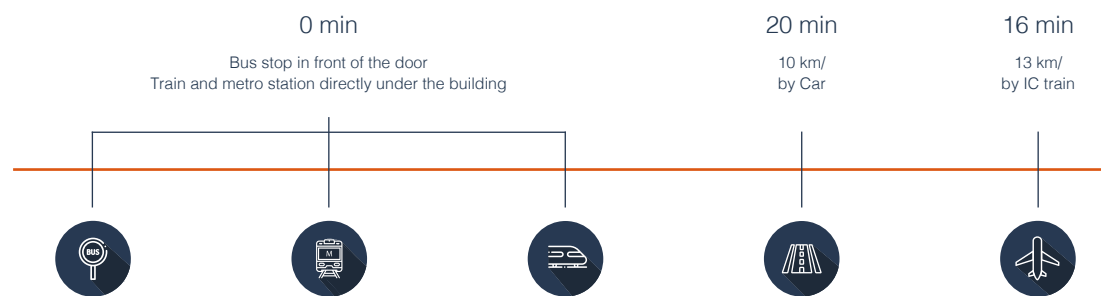 0 min
Bus stop in front of the door
Train and metro station directly under the building
20 min
10 km/
by Car
16 min
13 km/
by IC train
BUS
M